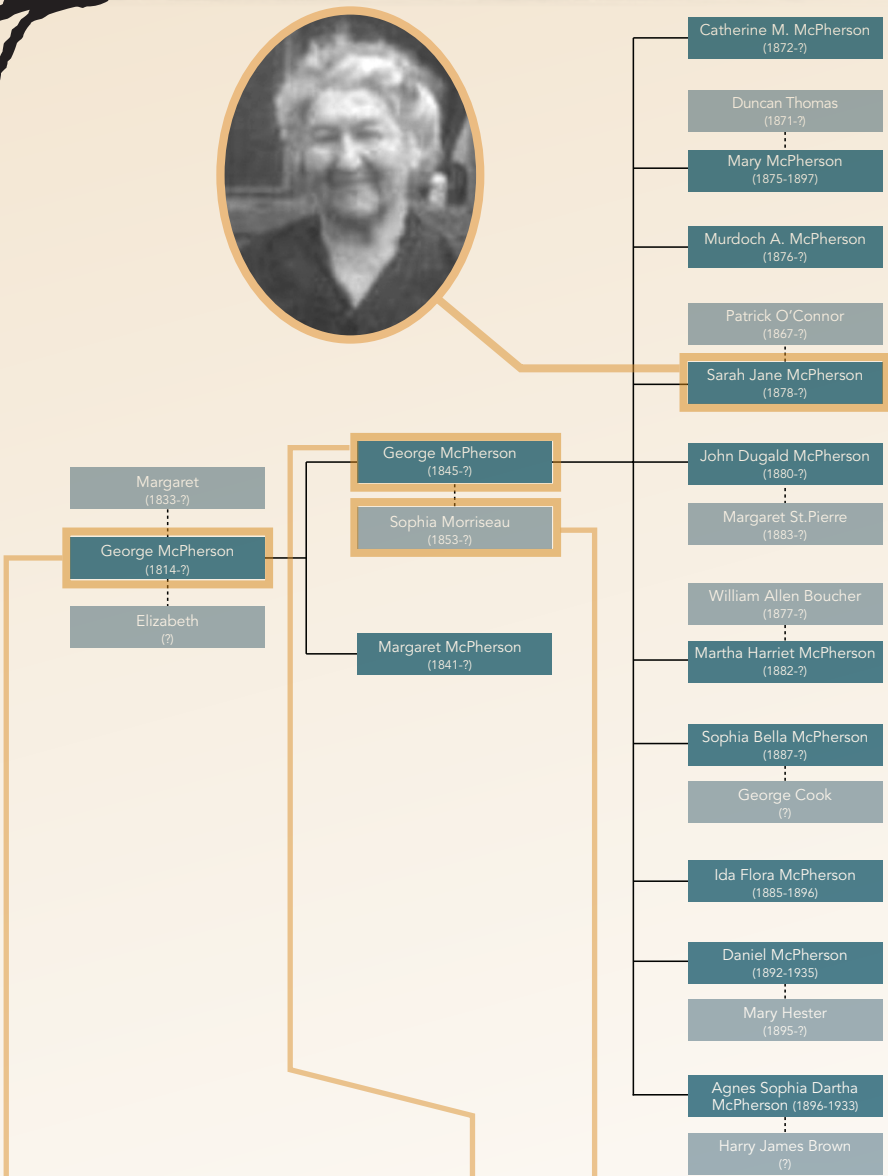 Margaret
(1833-?)
George McPherson
(1814-?)
Elizabeth
(?)
George McPherson
(1845-?)
Sophia Morriseau
(1853-?)
Margaret McPherson
(1841-?)
Catherine M. McPherson
(1872-?)
Duncan Thomas
(1871-?)
Mary McPherson
(1875-1897)
Murdoch A. McPherson
(1876-?)
Patrick O’Connor
(1867-?)
Sarah Jane McPherson
(1878-?)
John Dugald McPherson
(1880-?)
Margaret St.Pierre
(1883-?)
William Allen Boucher
(1877-?)
Martha Harriet McPherson
(1882-?)
Sophia Bella McPherson
(1887-?)
George Cook
(?)
Ida Flora McPherson
(1885-1896)
Daniel McPherson
(1892-1935)
Mary Hester
(1895-?)
Agnes Sophia Dartha
McPherson (1896-1933)
Harry James Brown
(?)